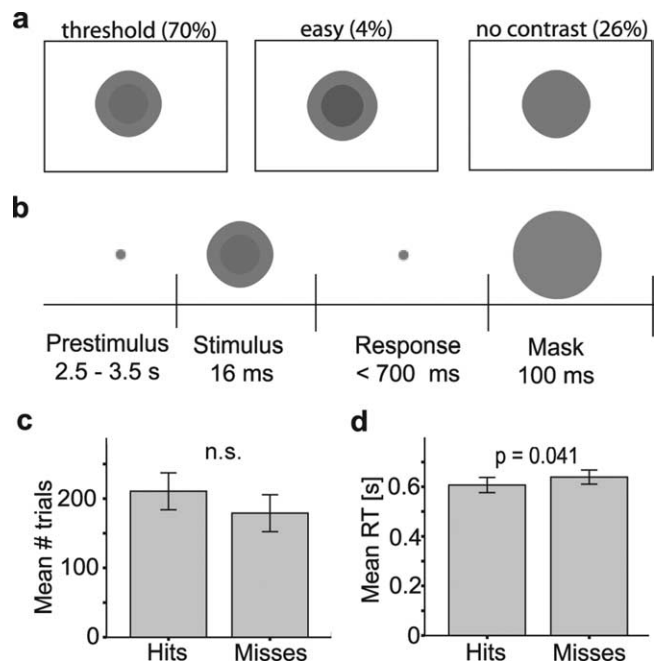 a
threshold (70%) easy (4%) no contrast (26%)
b
Prestimulus Stimulus Response Mask
2.5 - 3.5 s 16 ms < 700 ms 100 ms
c
n.s.
Mean # trials
200
100
0
Hits Misses
d
p = 0.041
Mean RT [s]
0.6
0.4
0.2
0
Hits Misses